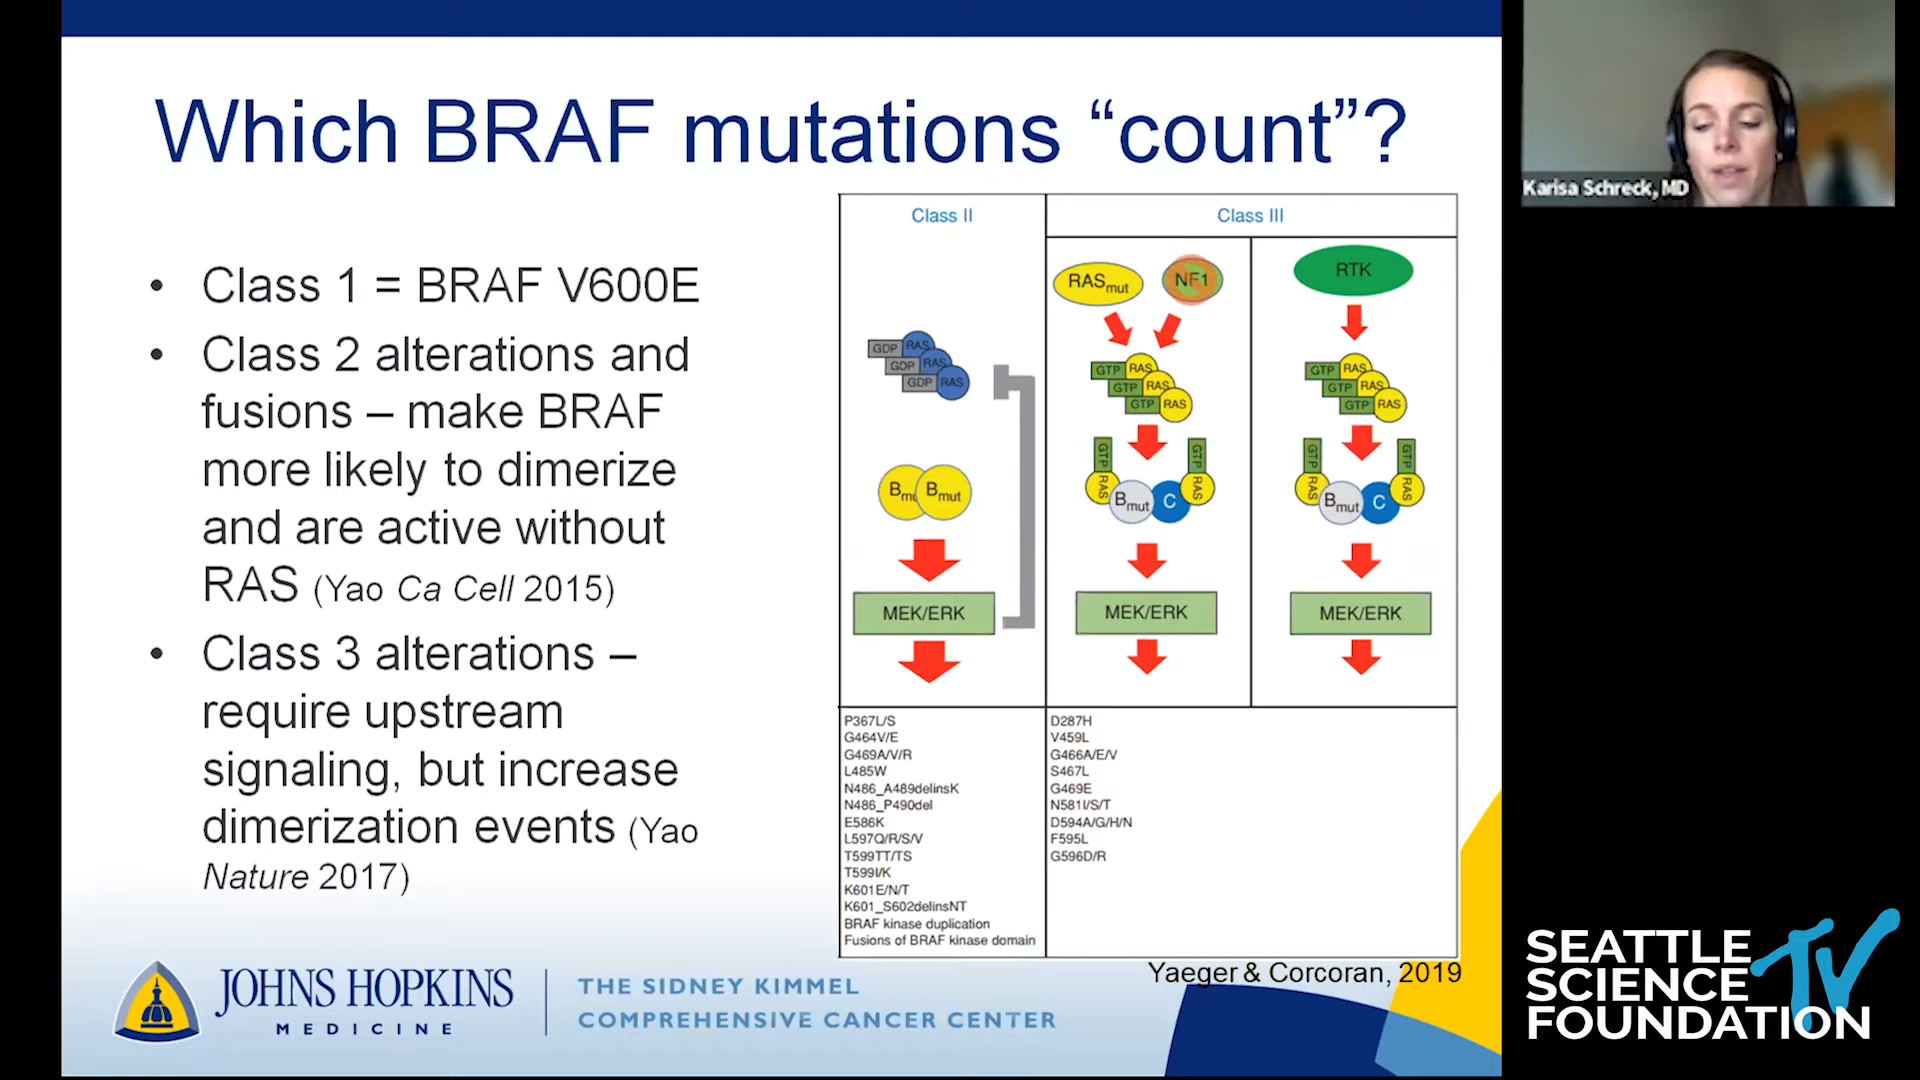 Which BRAF mutations “count”?
• Class 1 = BRAF V600E
• Class 2 alterations and
fusions – make BRAF
more likely to dimerize
and are active without
RAS (Yao Ca Cell 2015)
• Class 3 alterations –
require upstream
signaling, but increase
dimerization events (Yao
Nature 2017)
Class II
GDP RAS
GDP RAS
GDP RAS
Bmut Bmut
MEK/ERK
P367L/S
G464V/E
G469A/V/R
L485W
N486_A489delinsK
N486_P490del
E586K
L597Q/R/S/V
T599TT/TS
T599I/K
K601E/N/T
K601_S602delinsNT
BRAF kinase duplication
Fusions of BRAF kinase domain
Class III
RASmut NF1
GTP RAS
GTP RAS
GTP RAS
GTP GTP
RAS Bmut C RAS
MEK/ERK
RTK
GTP RAS
GTP RAS
GTP RAS
GTP GTP
RAS Bmut C RAS
MEK/ERK
D287H
V459L
G466A/E/V
S467L
G469E
N581I/S/T
D594A/G/H/N
F595L
G596D/R
Yaeger & Corcoran, 2019
JOHNS HOPKINS
MEDICINE
THE SIDNEY KIMMEL
COMPREHENSIVE CANCER CENTER
Karisa Schreck, MD
SEATTLE
SCIENCE TV
FOUNDATION